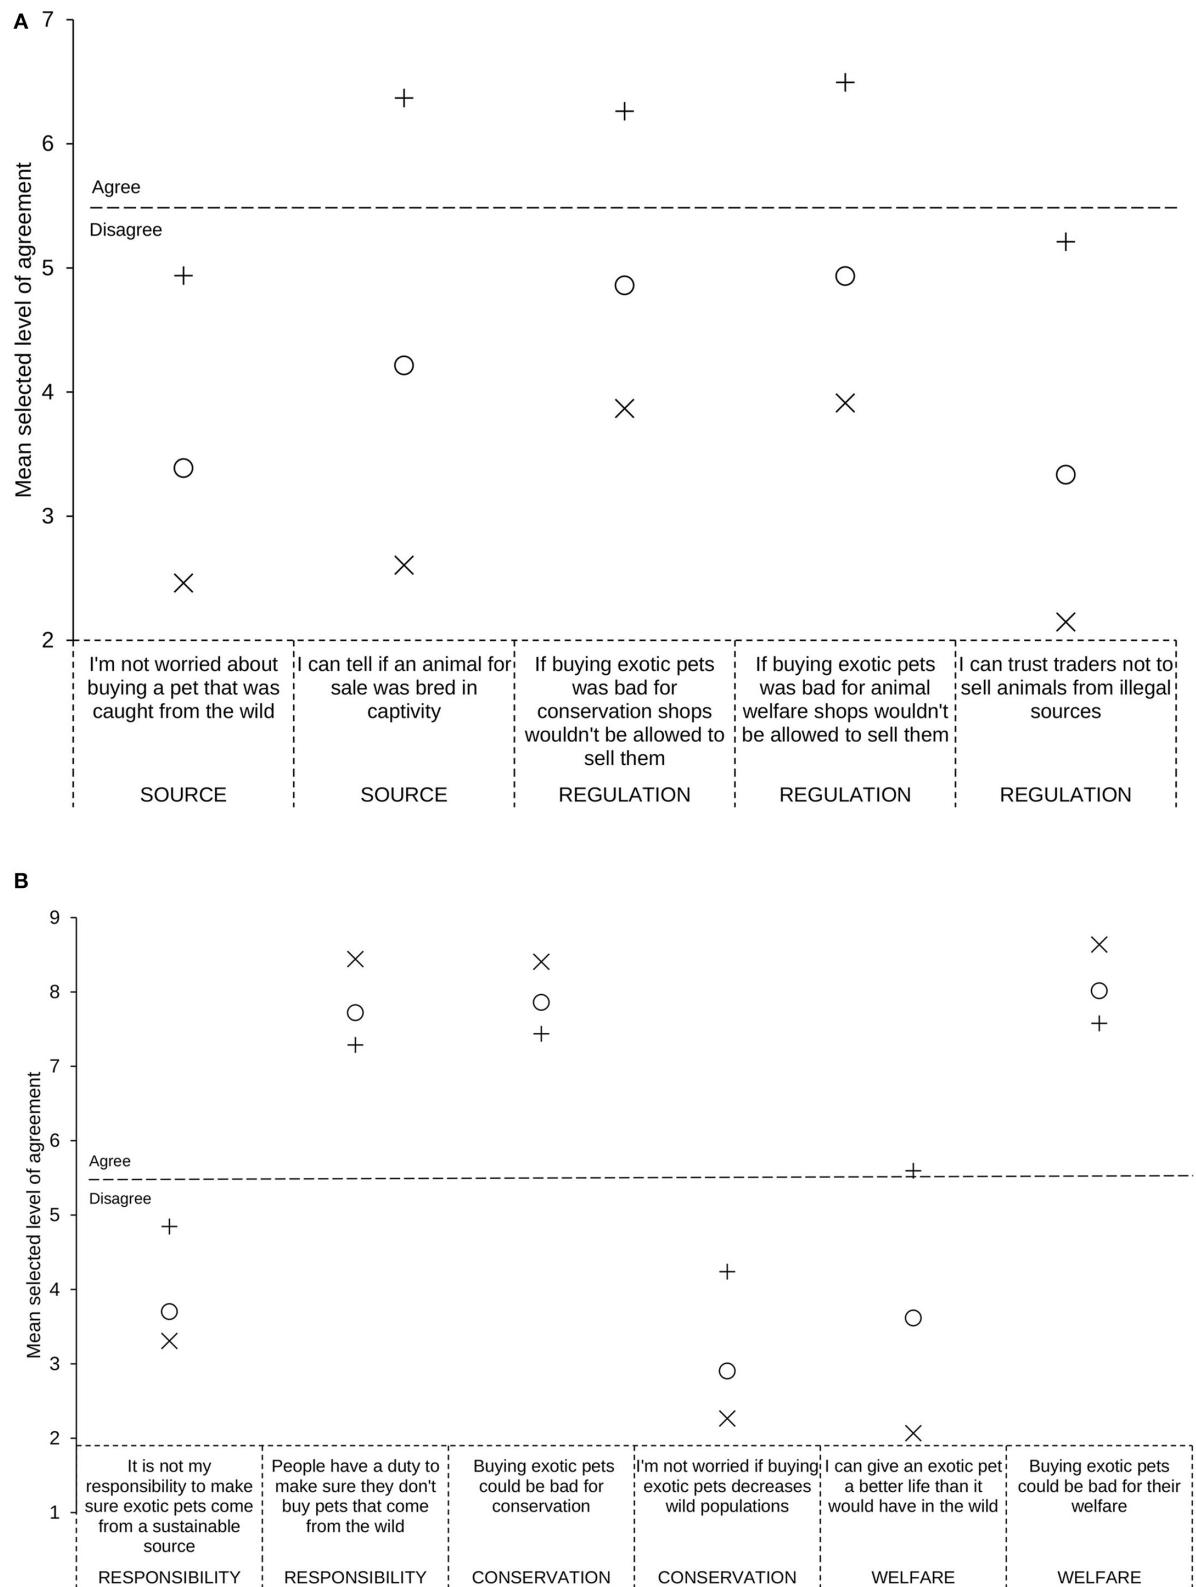 A
7
6
Agree
Disagree
5
4
3
2
Mean selected level of agreement
I'm not worried about
buying a pet that was
caught from the wild
SOURCE
I can tell if an animal for
sale was bred in
captivity
SOURCE
If buying exotic pets
was bad for
conservation shops
wouldn't be allowed to
sell them
REGULATION
If buying exotic pets
was bad for animal
welfare shops wouldn't
be allowed to sell them
REGULATION
I can trust traders not to
sell animals from illegal
sources
REGULATION
B
9
8
7
6
Agree
Disagree
5
4
3
2
1
Mean selected level of agreement
It is not my
responsibility to make
sure exotic pets come
from a sustainable
source
RESPONSIBILITY
People have a duty to
make sure they don't
buy pets that come
from the wild
RESPONSIBILITY
Buying exotic pets
could be bad for
conservation
CONSERVATION
I'm not worried if buying
exotic pets decreases
wild populations
CONSERVATION
I can give an exotic pet
a better life than it
would have in the wild
WELFARE
Buying exotic pets
could be bad for their
welfare
WELFARE